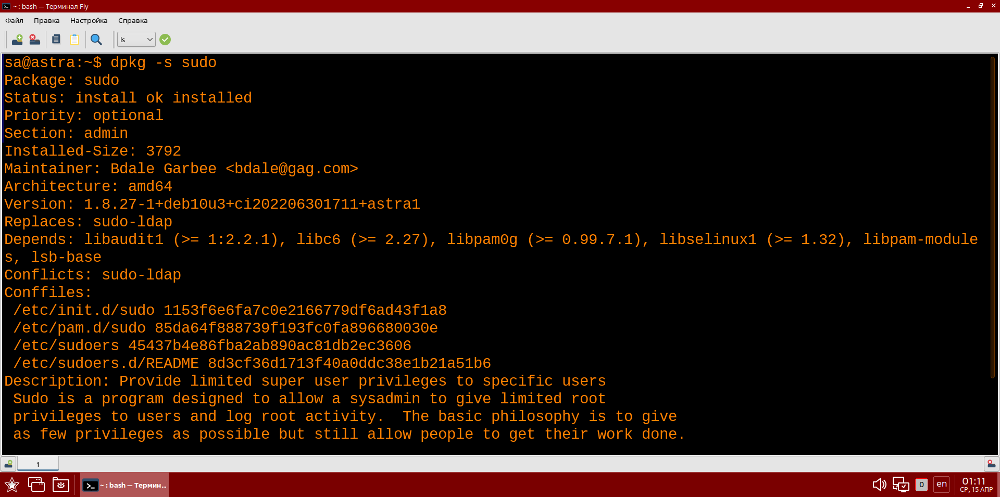 ~ : bash — Терминал Fly
Файл Правка Настройка Справка
ls
sa@astra:~$ dpkg -s sudo
Package: sudo
Status: install ok installed
Priority: optional
Section: admin
Installed-Size: 3792
Maintainer: Bdale Garbee <bdale@gag.com>
Architecture: amd64
Version: 1.8.27-1+deb10u3+ci202206301711+astra1
Replaces: sudo-ldap
Depends: libaudit1 (>= 1:2.2.1), libc6 (>= 2.27), libpam0g (>= 0.99.7.1), libselinux1 (>= 1.32), libpam-module
s, lsb-base
Conflicts: sudo-ldap
Conffiles:
 /etc/init.d/sudo 1153f6e6fa7c0e2166779df6ad43f1a8
 /etc/pam.d/sudo 85da64f888739f193fc0fa896680030e
 /etc/sudoers 45437b4e86fba2ab890ac81db2ec3606
 /etc/sudoers.d/README 8d3cf36d1713f40a0ddc38e1b21a51b6
Description: Provide limited super user privileges to specific users
 Sudo is a program designed to allow a sysadmin to give limited root
 privileges to users and log root activity.  The basic philosophy is to give
 as few privileges as possible but still allow people to get their work done.
1
~ : bash — Термин...
0
en
01:11
СР, 15 АПР